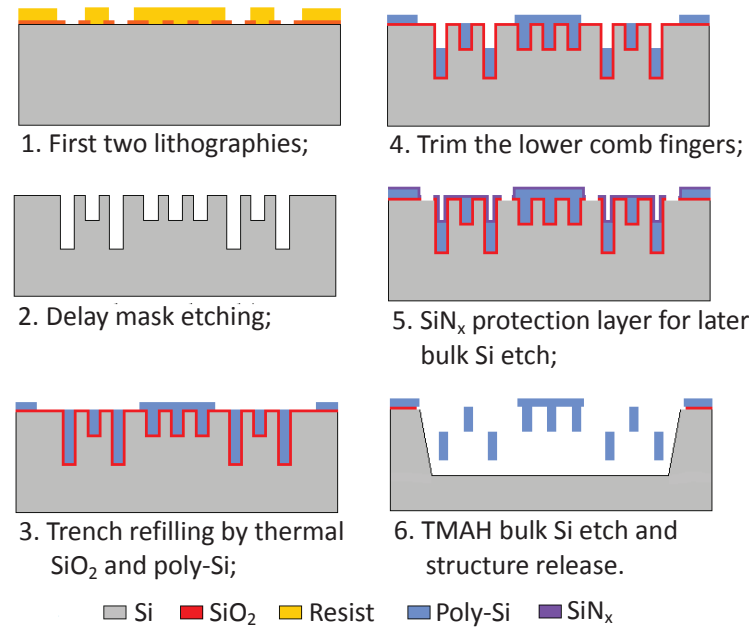 1. First two lithographies;
2. Delay mask etching;
3. Trench refilling by thermal
SiO₂ and poly-Si;
4. Trim the lower comb fingers;
5. SiNₓ protection layer for later
bulk Si etch;
6. TMAH bulk Si etch and
structure release.
Si SiO₂ Resist Poly-Si SiNₓ